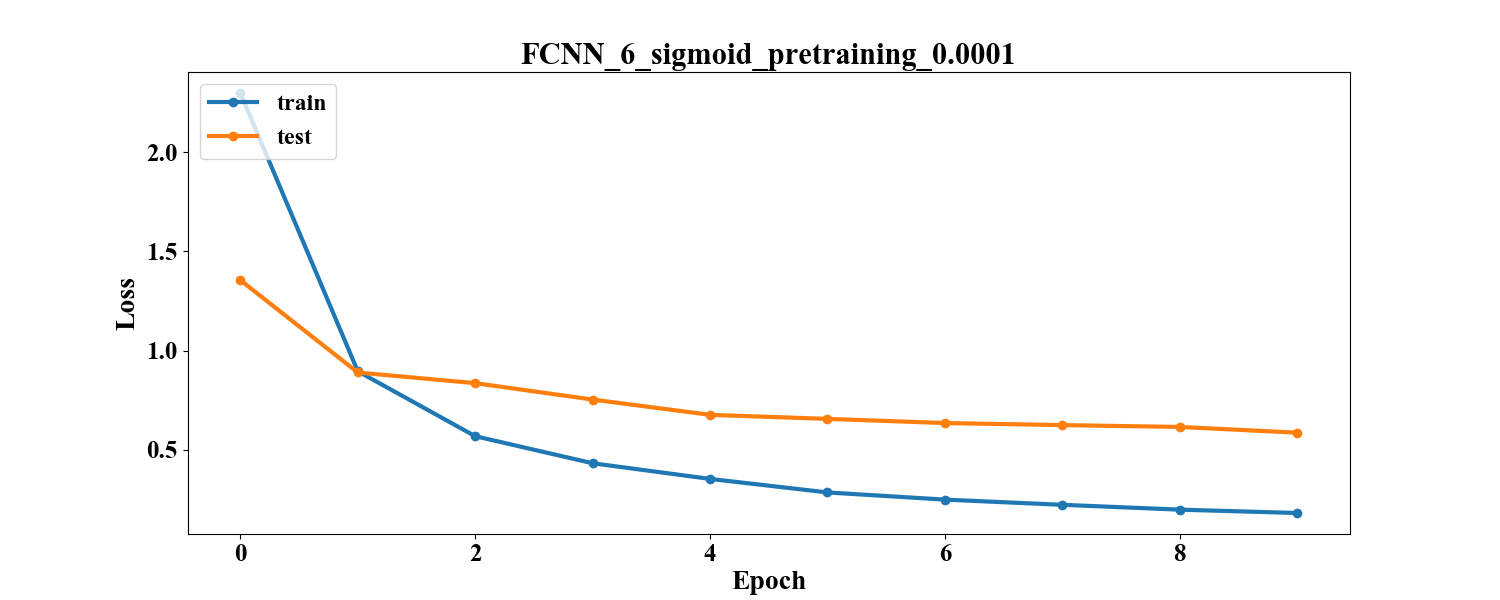 FCNN_6_sigmoid_pretraining_0.0001
train
test
2.0
1.5
1.0
0.5
Loss
0 2 4 6 8
Epoch